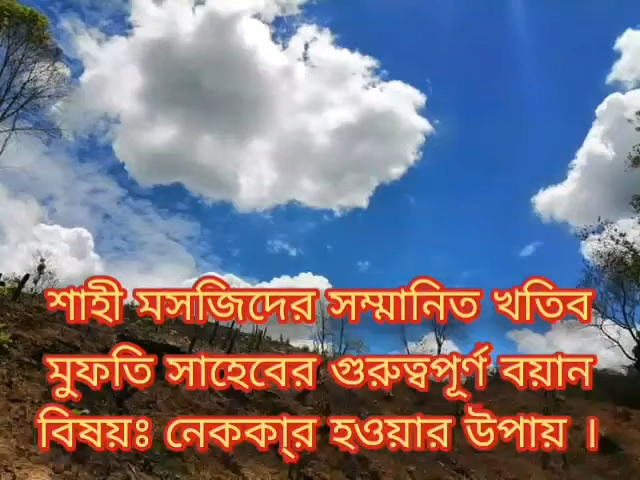 শাহী মসজিদের সম্মানিত খতিব
মুফতি সাহেবের গুরুত্বপূর্ণ বয়ান
বিষয়ঃ নেককা্র হওয়ার উপায় ।